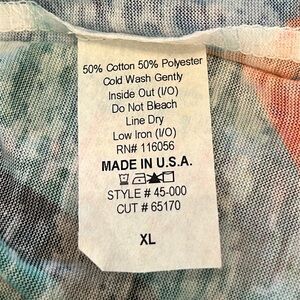 50% Cotton 50% Polyester
Cold Wash Gently
Inside Out (I/O)
Do Not Bleach
Line Dry
Low Iron (I/O)
RN# 116056
MADE IN U.S.A.
STYLE # 45-000
CUT # 65170
XL